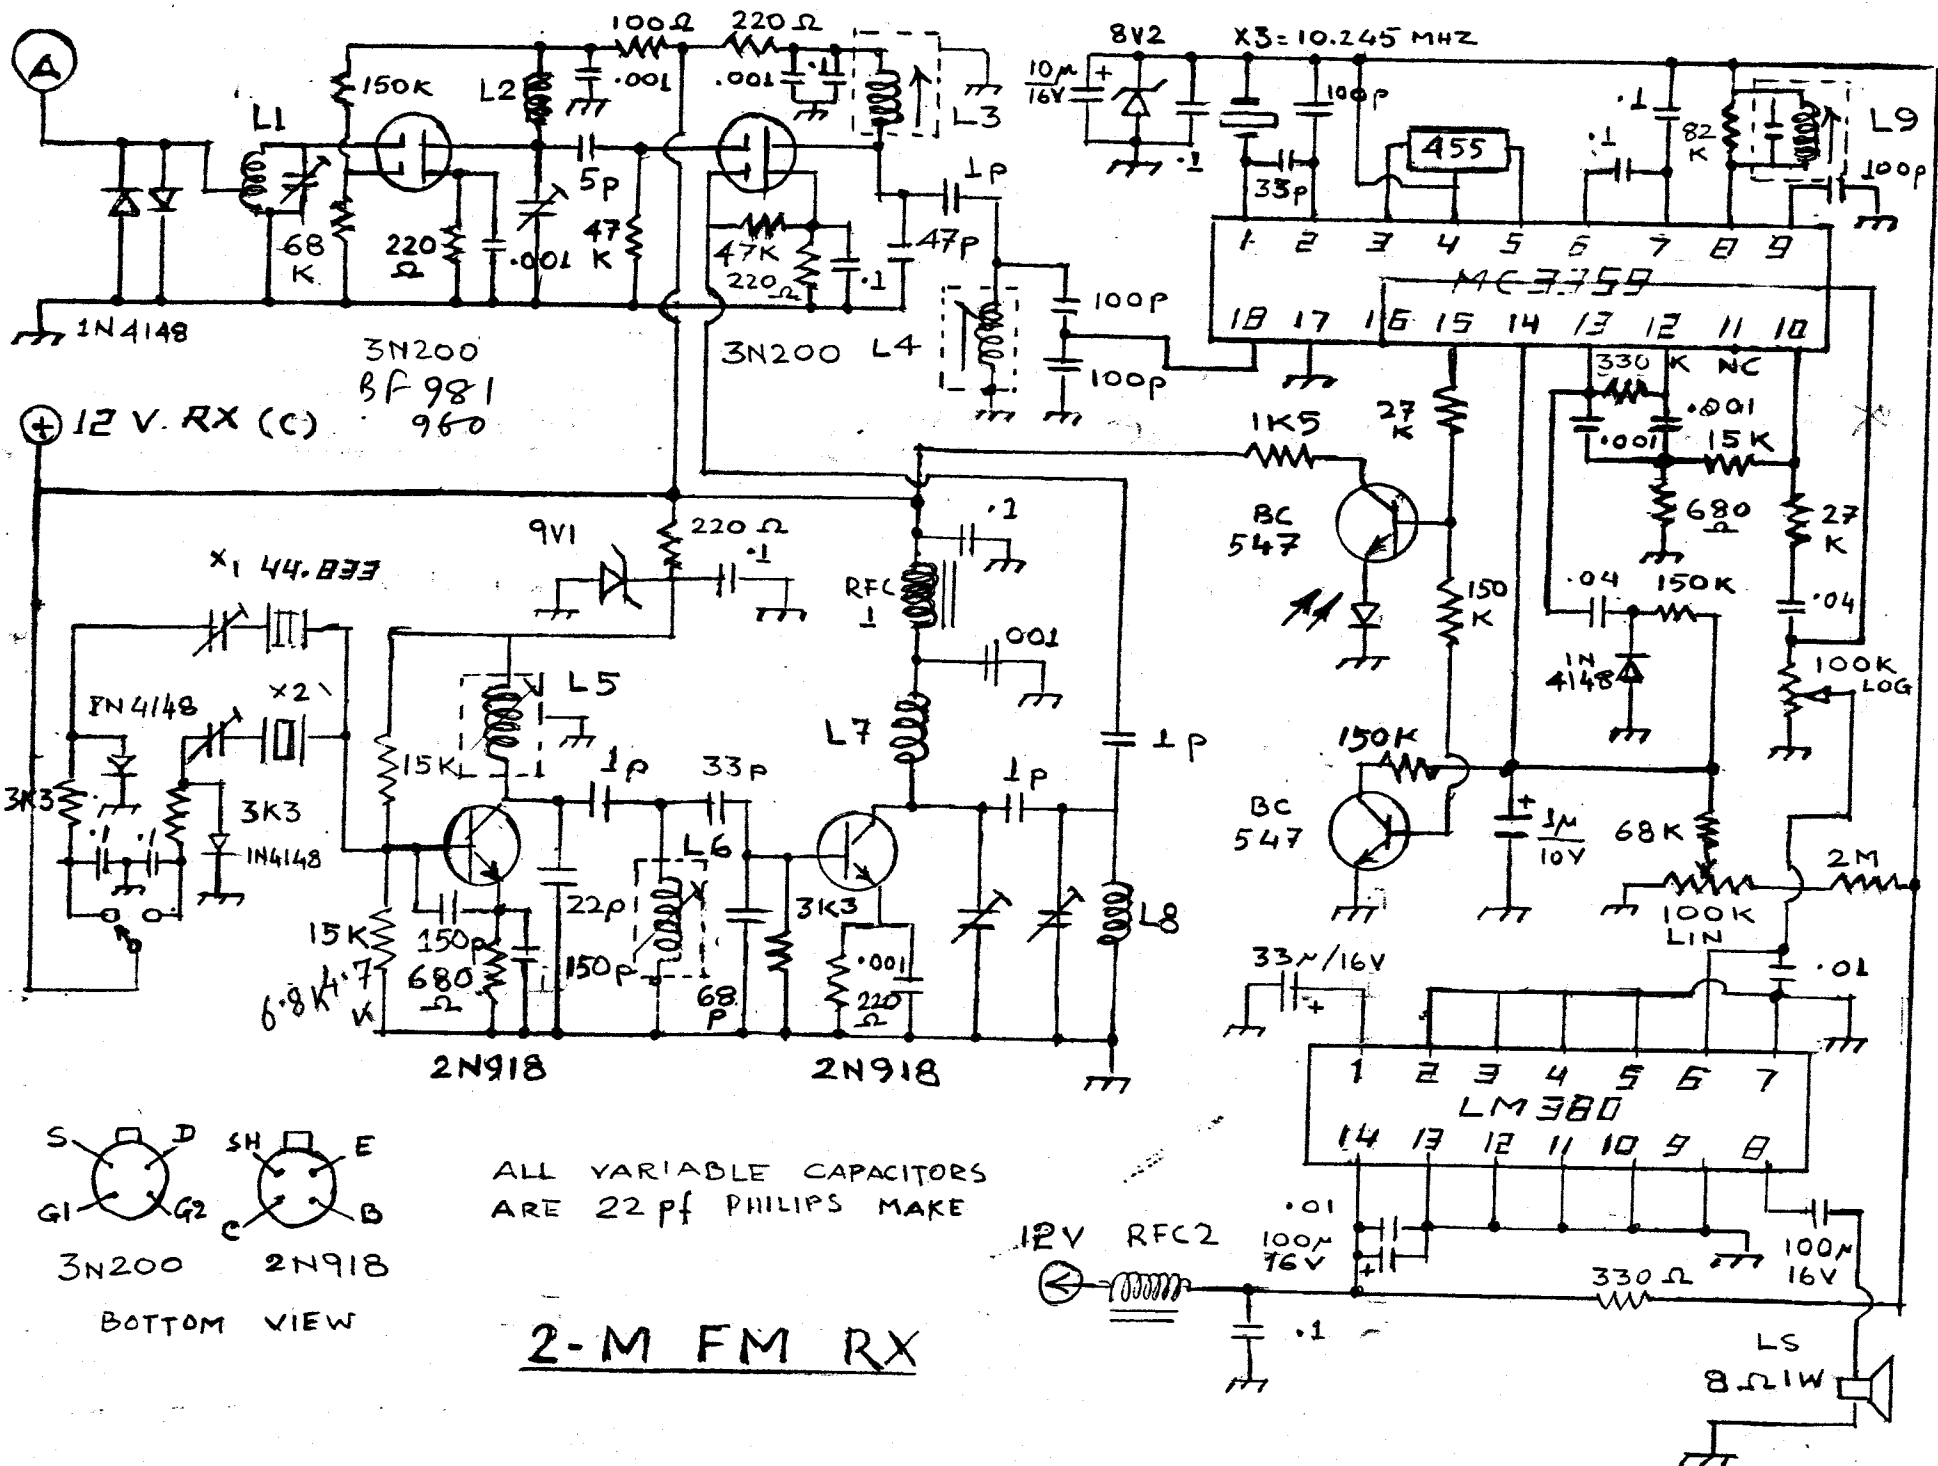 A
100Ω
220Ω
8V2
X3=10.245 MHZ
150K
L2
.001
.001
.1
L3
10µ
16V
+
100p
.1
82
K
L9
L1
5p
1p
.1
33p
455
.1
100p
68
K
220
Ω
.001
47
K
47K
220
Ω
.1
47p
1 2 3 4 5 6 7 8 9
MC3359
18 17 16 15 14 13 12 11 10
1N4148
3N200
BF981
960
3N200
L4
100p
100p
330 K
NC
12 V. RX (C)
1K5
27
K
.001
.001
15K
9V1
220Ω
.1
.1
BC
547
680
Ω
27
K
X1 44.833
RFC
1
.001
150
K
.04
150K
.04
1N
4148
100K
LOG
1N4148
X2
L5
L7
1p
150K
3K3
3K3
15K
1p
33p
1p
BC
547
+
1µ
10V
68K
2M
.1
.1
1N4148
L6
L8
100K
LIN
15K
4.7
K
6.8K
150p
680
Ω
22p
150p
68
P
3K3
.001
220
Ω
33µ/16V
+
.01
2N918
2N918
1 2 3 4 5 6 7
LM380
14 13 12 11 10 9 8
S
D
G1
G2
3N200
SH
E
C
B
2N918
BOTTOM VIEW
ALL VARIABLE CAPACITORS
ARE 22 pf PHILIPS MAKE
12V
RFC2
.01
100µ
16V
+
100µ
16V
330Ω
.1
2-M FM RX
LS
8Ω 1W